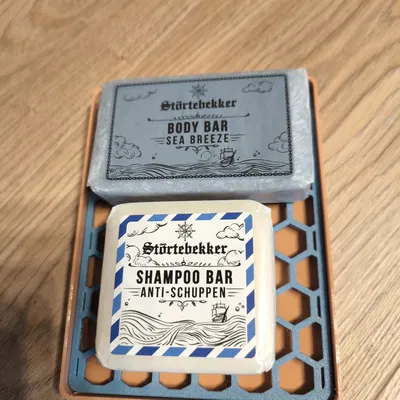 Störtebekker
BODY BAR
SEA BREEZE
Störtebekker
SHAMPOO BAR
ANTI-SCHUPPEN